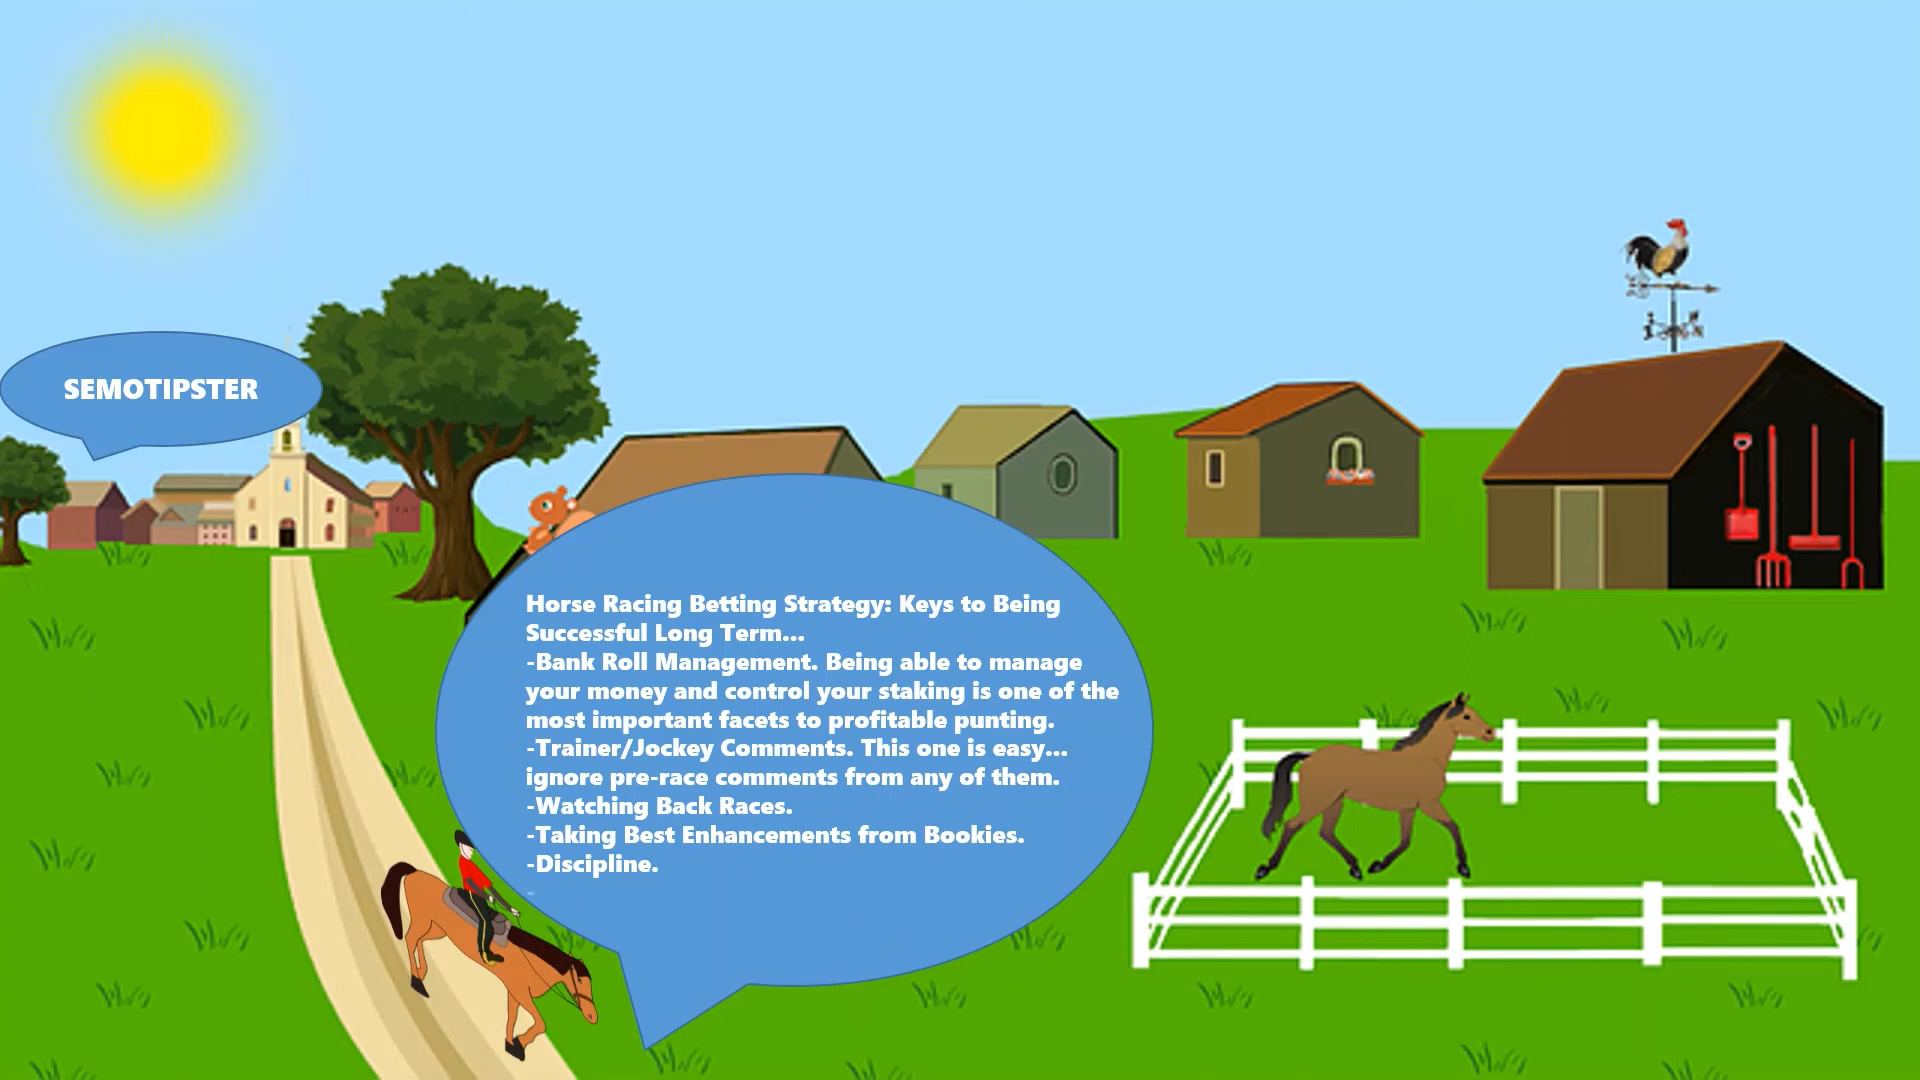 SEMOTIPSTER
Horse Racing Betting Strategy: Keys to Being
Successful Long Term...
-Bank Roll Management. Being able to manage
your money and control your staking is one of the
most important facets to profitable punting.
-Trainer/Jockey Comments. This one is easy...
ignore pre-race comments from any of them.
-Watching Back Races.
-Taking Best Enhancements from Bookies.
-Discipline.
-